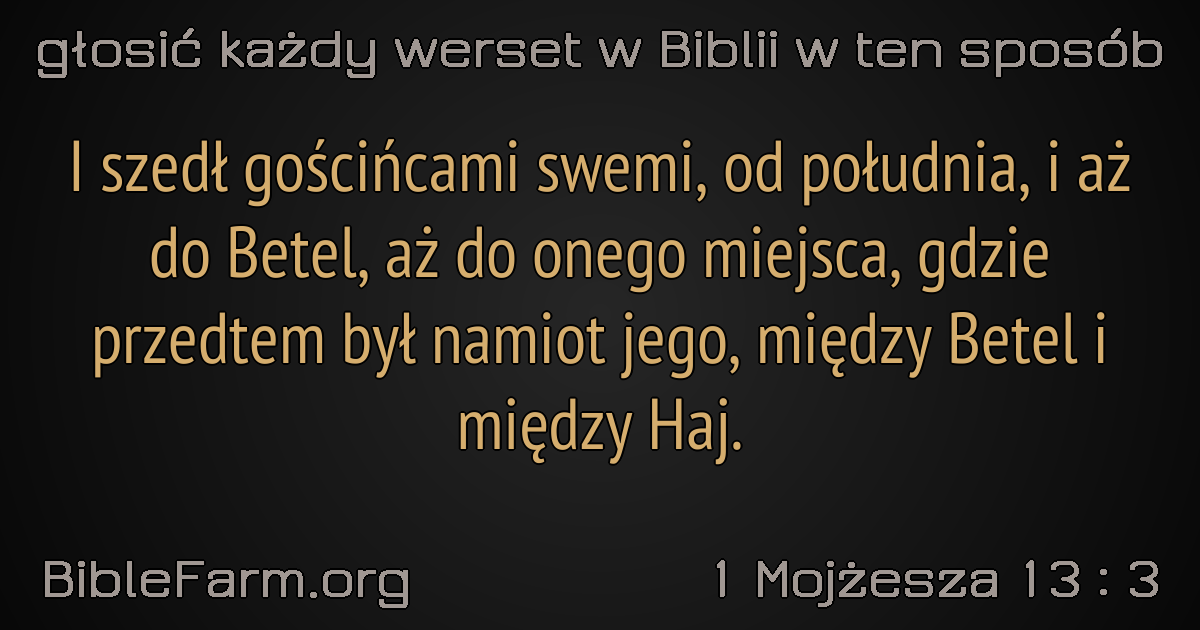 głosić każdy werset w Biblii w ten sposób
I szedł gościńcami swemi, od południa, i aż
do Betel, aż do onego miejsca, gdzie
przedtem był namiot jego, między Betel i
między Haj.
BibleFarm.org
1 Mojżesza 13 : 3